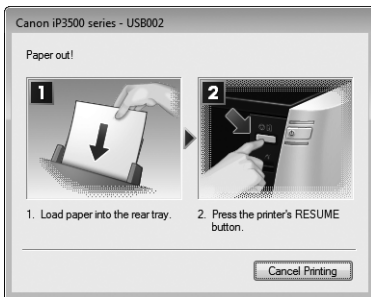 Canon iP3500 series - USB002
Paper out!
1
2
1. Load paper into the rear tray.
2. Press the printer's RESUME
button.
Cancel Printing